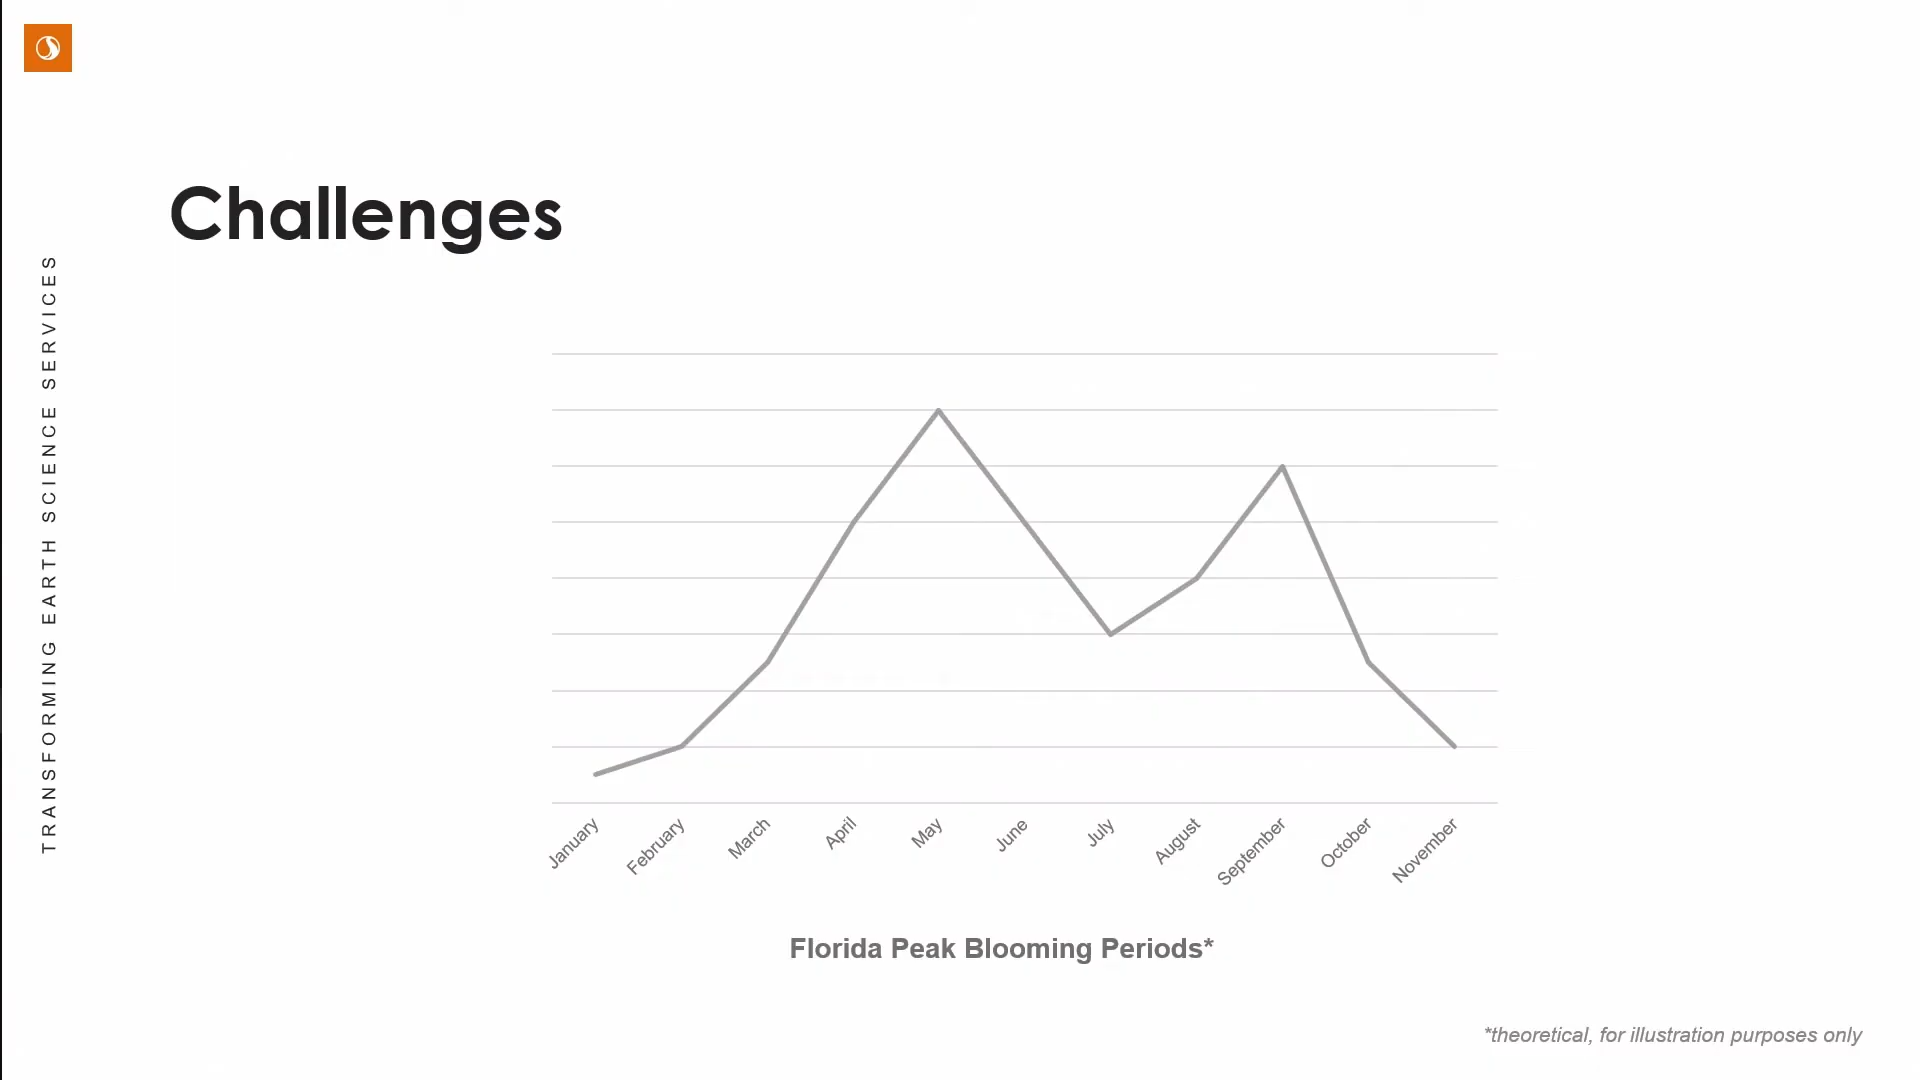 Challenges
TRANSFORMING EARTH SCIENCE SERVICES
January
February
March
April
May
June
July
August
September
October
November
Florida Peak Blooming Periods*
*theoretical, for illustration purposes only